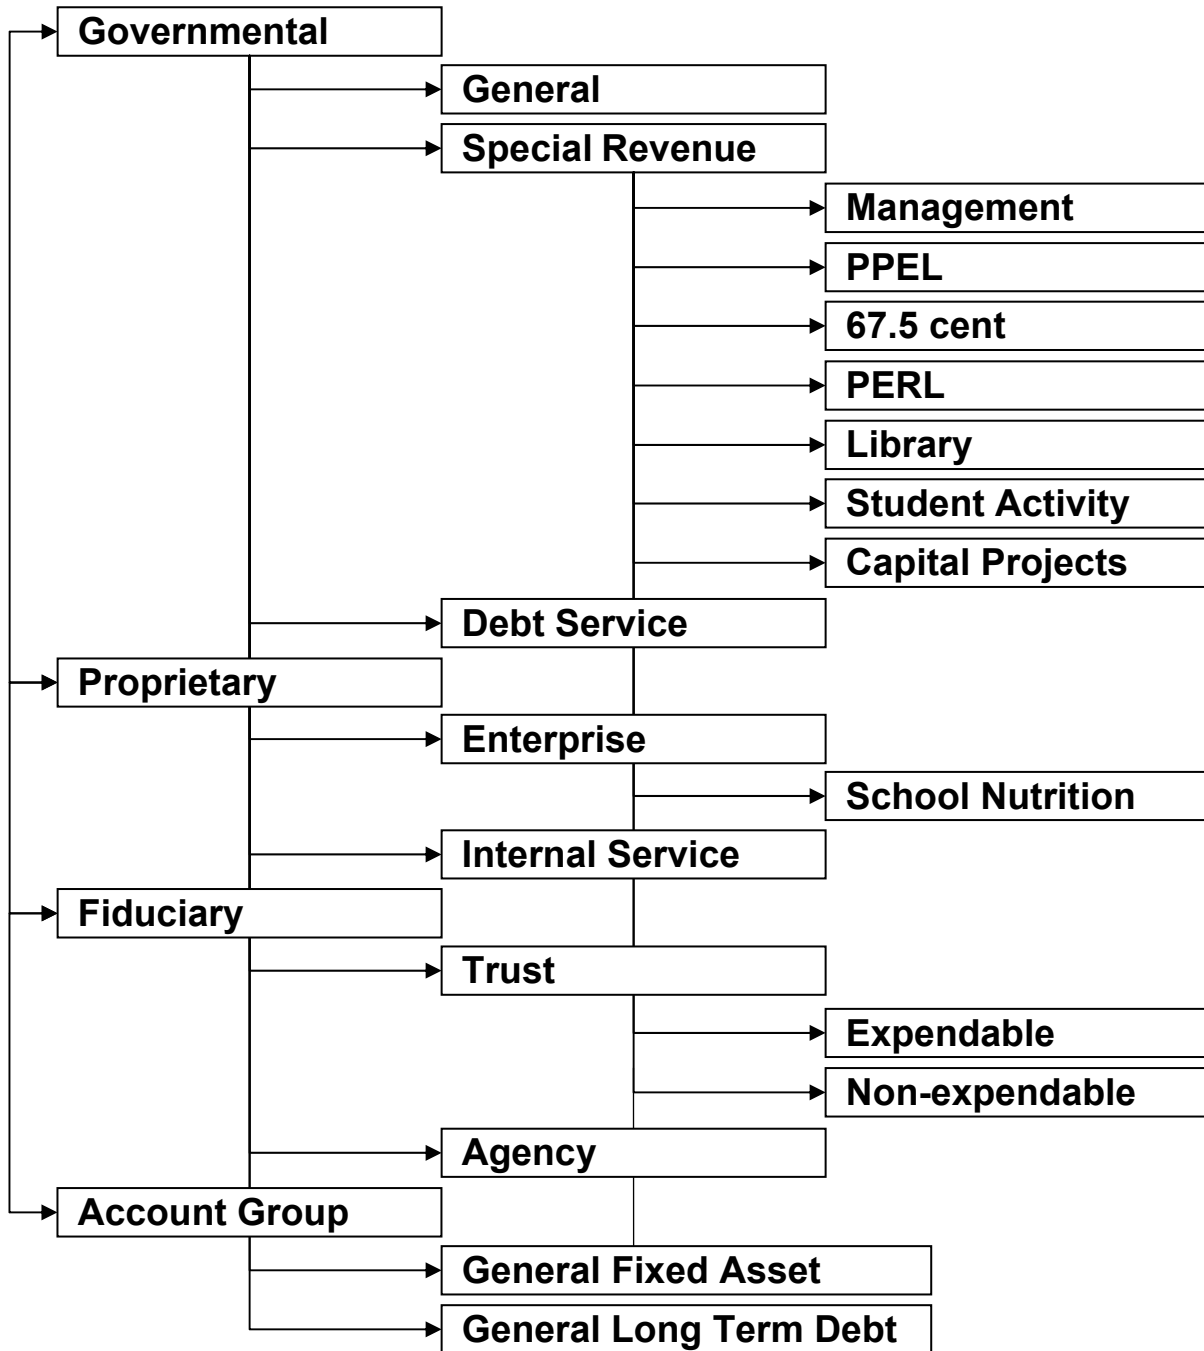 Governmental
General
Special Revenue
Management
PPEL
67.5 cent
PERL
Library
Student Activity
Capital Projects
Debt Service
Proprietary
Enterprise
School Nutrition
Internal Service
Fiduciary
Trust
Expendable
Non-expendable
Agency
Account Group
General Fixed Asset
General Long Term Debt